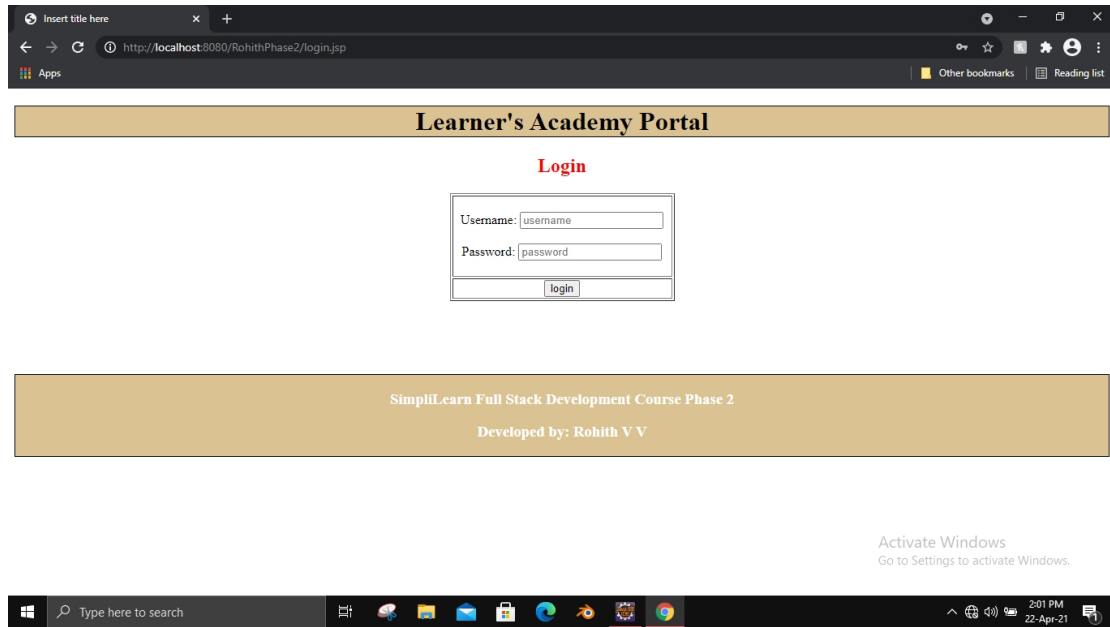 Insert title here
http://localhost:8080/RohithPhase2/login.jsp
Apps
Other bookmarks
Reading list
Learner's Academy Portal
Login
Username: username
Password: password
login
SimpliLearn Full Stack Development Course Phase 2
Developed by: Rohith V V
Activate Windows
Go to Settings to activate Windows.
Type here to search
2:01 PM
22-Apr-21
1